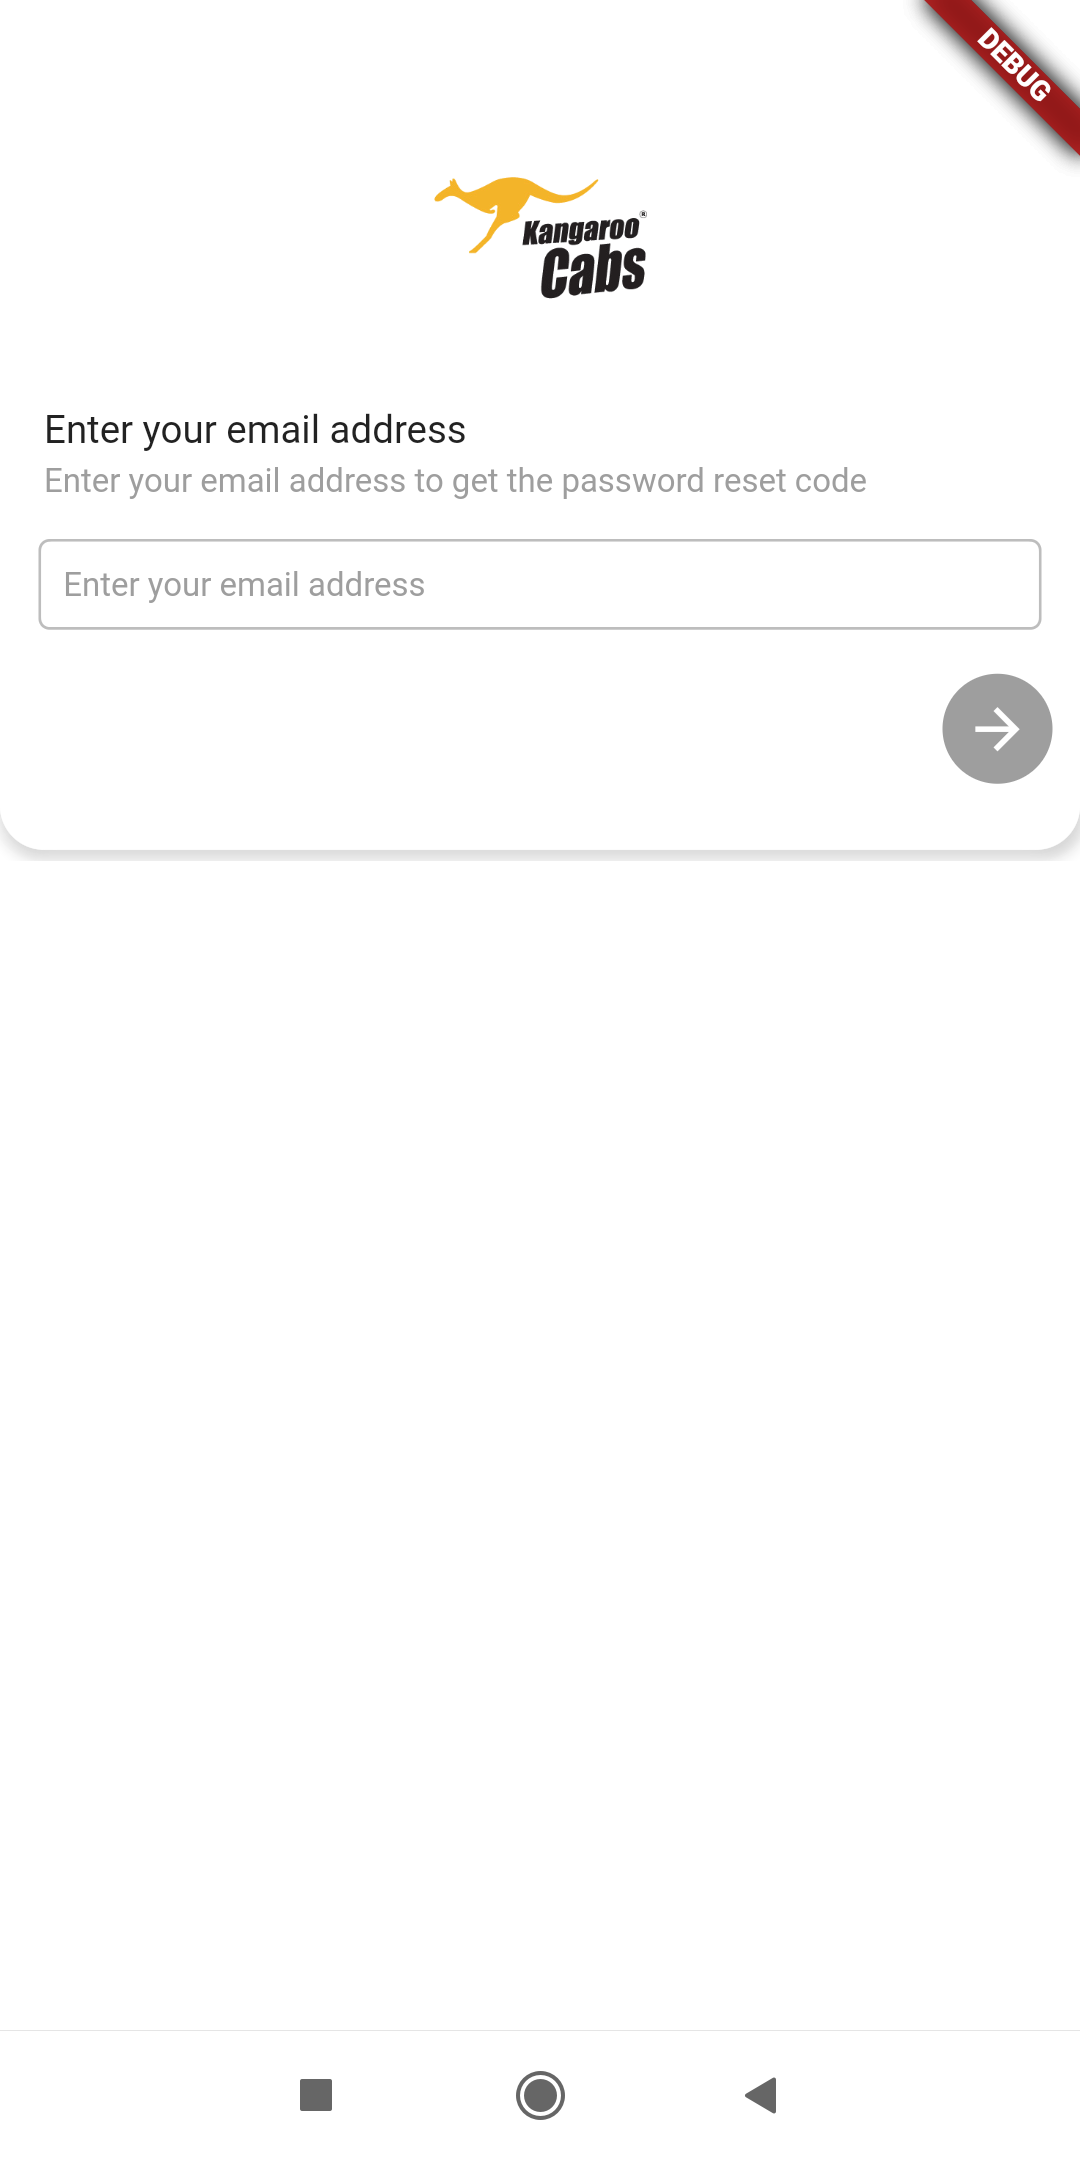 DEBUG
Kangaroo®
Cabs
Enter your email address
Enter your email address to get the password reset code
Enter your email address